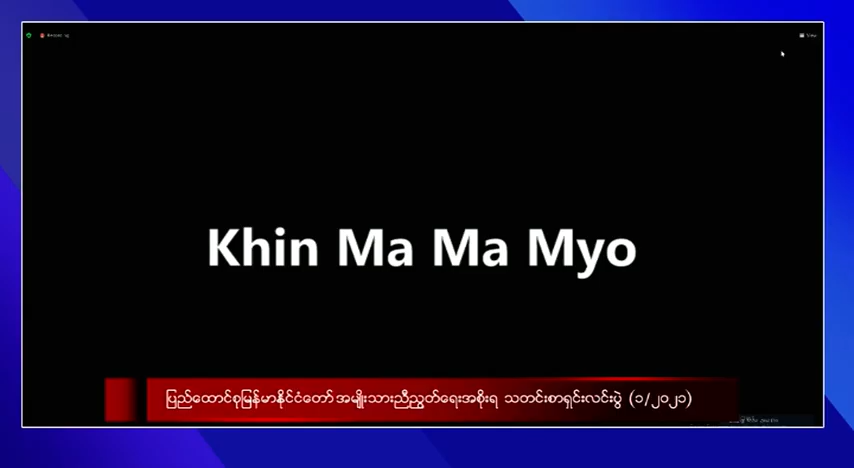 View
Khin Ma Ma Myo
ပြည်ထောင်စုမြန်မာနိုင်ငံတော် အမျိုးသားညီညွတ်ရေးအစိုးရ သတင်းစာရှင်းလင်းပွဲ (၁/၂၀၂၁)